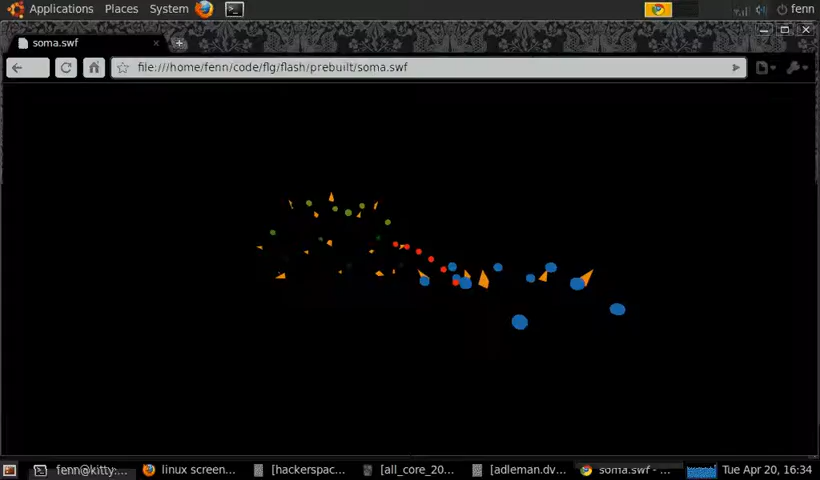 Applications Places System fenn
soma.swf
file:///home/fenn/code/flg/flash/prebuilt/soma.swf
fenn@kitty:... linux screen... [hackerspac... [all_core_20... [adleman.dv... soma.swf - ... Tue Apr 20, 16:34